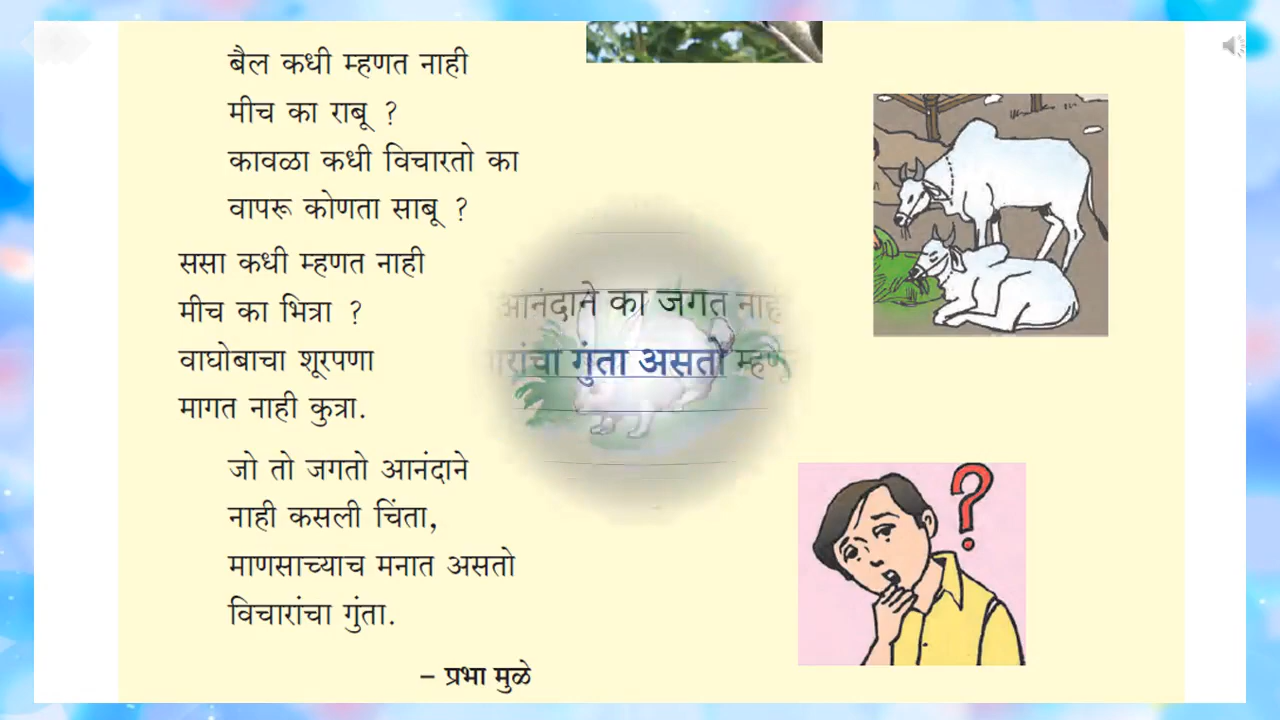 बैल कधी म्हणत नाही
मीच का राबू ?
कावळा कधी विचारतो का
वापरू कोणता साबू ?
ससा कधी म्हणत नाही
मीच का भित्रा ?
वाघोबाचा शूरपणा
मागत नाही कुत्रा.
आनंदाने का जगत
गुंता असतो
जो तो जगतो आनंदाने
नाही कसली चिंता,
माणसाच्याच मनात असतो
विचारांचा गुंता.
– प्रभा मुळे